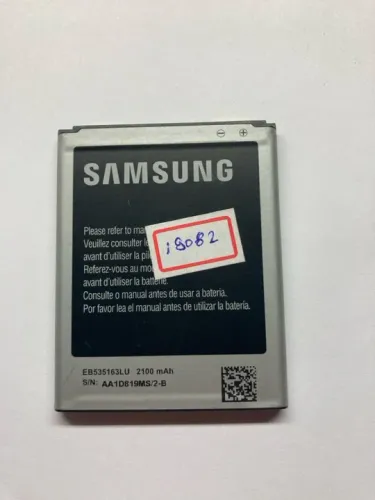 SAMSUNG
Please refer to
Veuillez consulter
avant d'utiliser la
Referez-vous au
avant d'utiliser la batterie.
Consulte o manual antes de usar a bateria.
Por favor lea el manual antes de utilizar la batería.
i9082
EB535163LU 2100 mAh
S/N: AA1D819MS/2-B